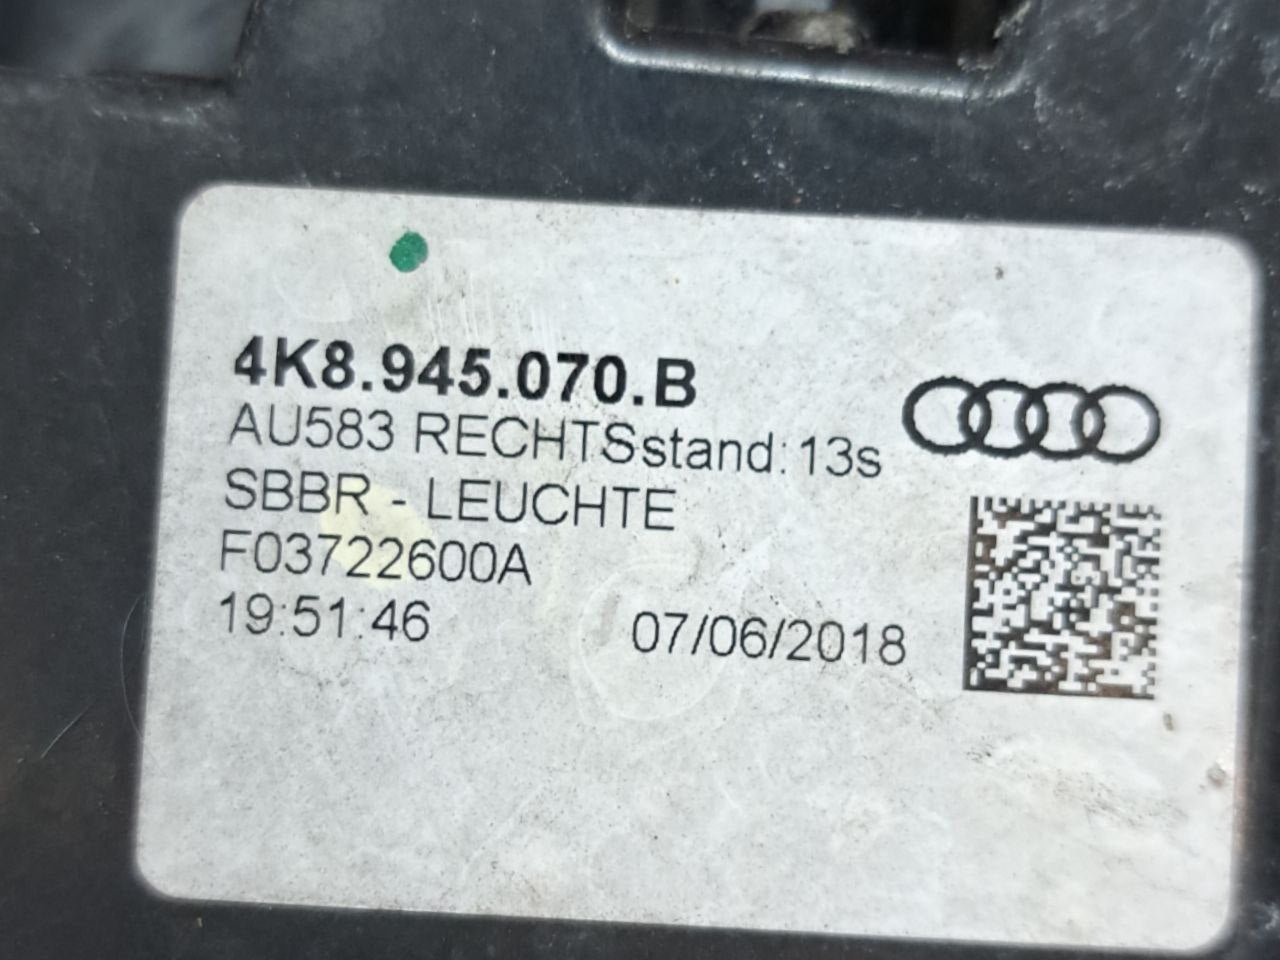 4K8.945.070.B
AU583 RECHTSstand:13s
SBBR - LEUCHTE
F03722600A
19:51:46 07/06/2018